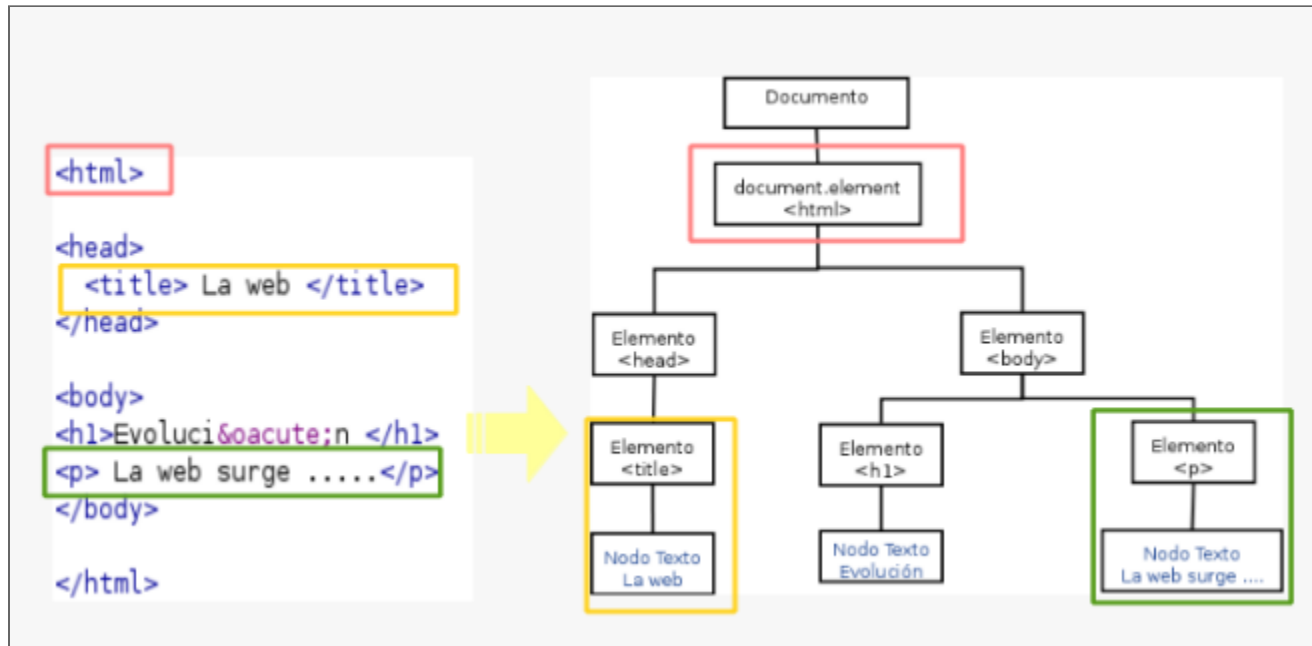 <html>
<head>
<title> La web </title>
</head>
<body>
<h1>Evoluci&oacute;n </h1>
<p> La web surge .....</p>
</body>
</html>
Documento
document.element
<html>
Elemento
<head>
Elemento
<body>
Elemento
<title>
Elemento
<h1>
Elemento
<p>
Nodo Texto
La web
Nodo Texto
Evolución
Nodo Texto
La web surge ....